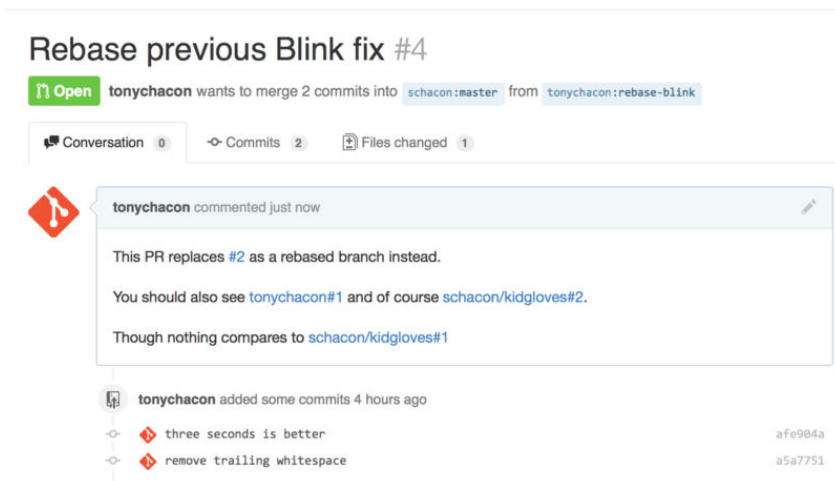 Rebase previous Blink fix #4
Open tonychacon wants to merge 2 commits into schacon:master from tonychacon:rebase-blink
Conversation 0 Commits 2 Files changed 1
tonychacon commented just now
This PR replaces #2 as a rebased branch instead.
You should also see tonychacon#1 and of course schacon/kidgloves#2.
Though nothing compares to schacon/kidgloves#1
tonychacon added some commits 4 hours ago
three seconds is better afe904a
remove trailing whitespace a5a7751